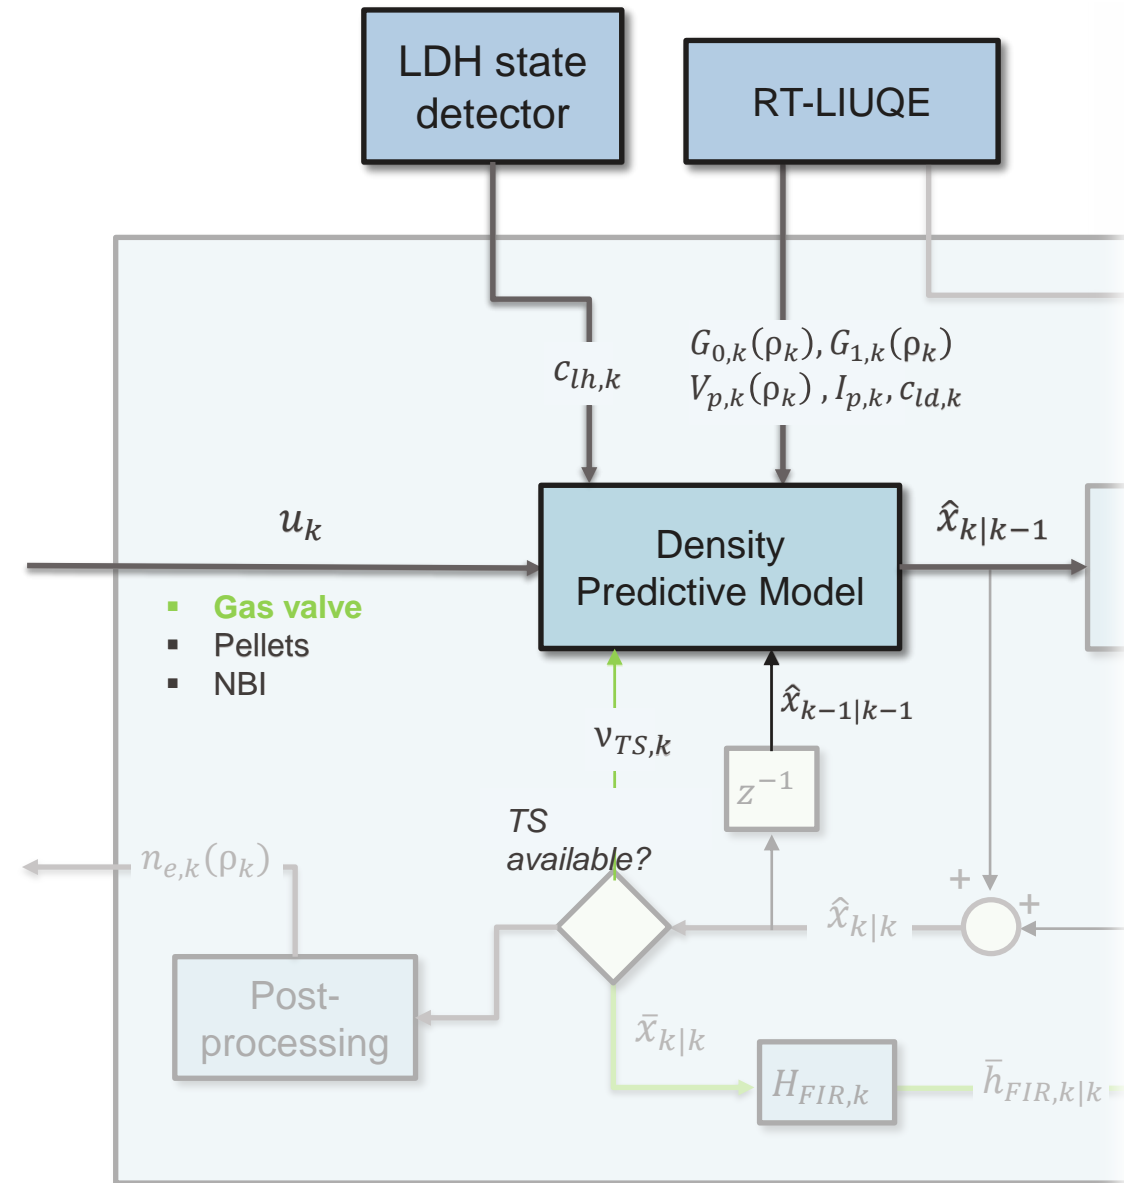 LDH state
detector
RT-LIUQE
c_{lh,k}
G_{0,k}(ρ_k), G_{1,k}(ρ_k)
V_{p,k}(ρ_k) , I_{p,k}, c_{ld,k}
u_k
Density
Predictive Model
x̂_{k|k−1}
▪ Gas valve
▪ Pellets
▪ NBI
x̂_{k−1|k−1}
ν_{TS,k}
z^{−1}
TS
available?
n_{e,k}(ρ_k)
+
+
x̂_{k|k}
Post-
processing
x̄_{k|k}
H_{FIR,k}
h̄_{FIR,k|k}